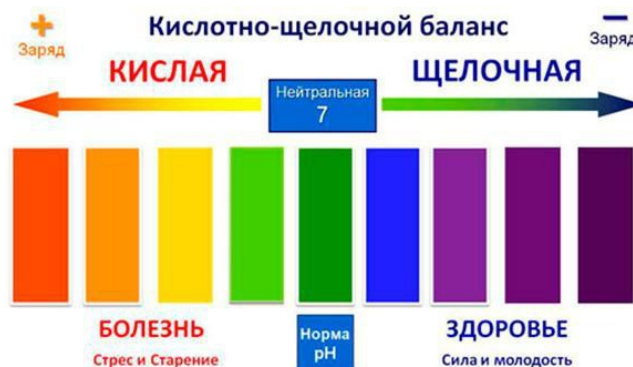 Кислотно-щелочной баланс
+
Заряд
–
Заряд
КИСЛАЯ
ЩЕЛОЧНАЯ
Нейтральная
7
БОЛЕЗНЬ
Стрес и Старение
Норма
pH
ЗДОРОВЬЕ
Сила и молодость